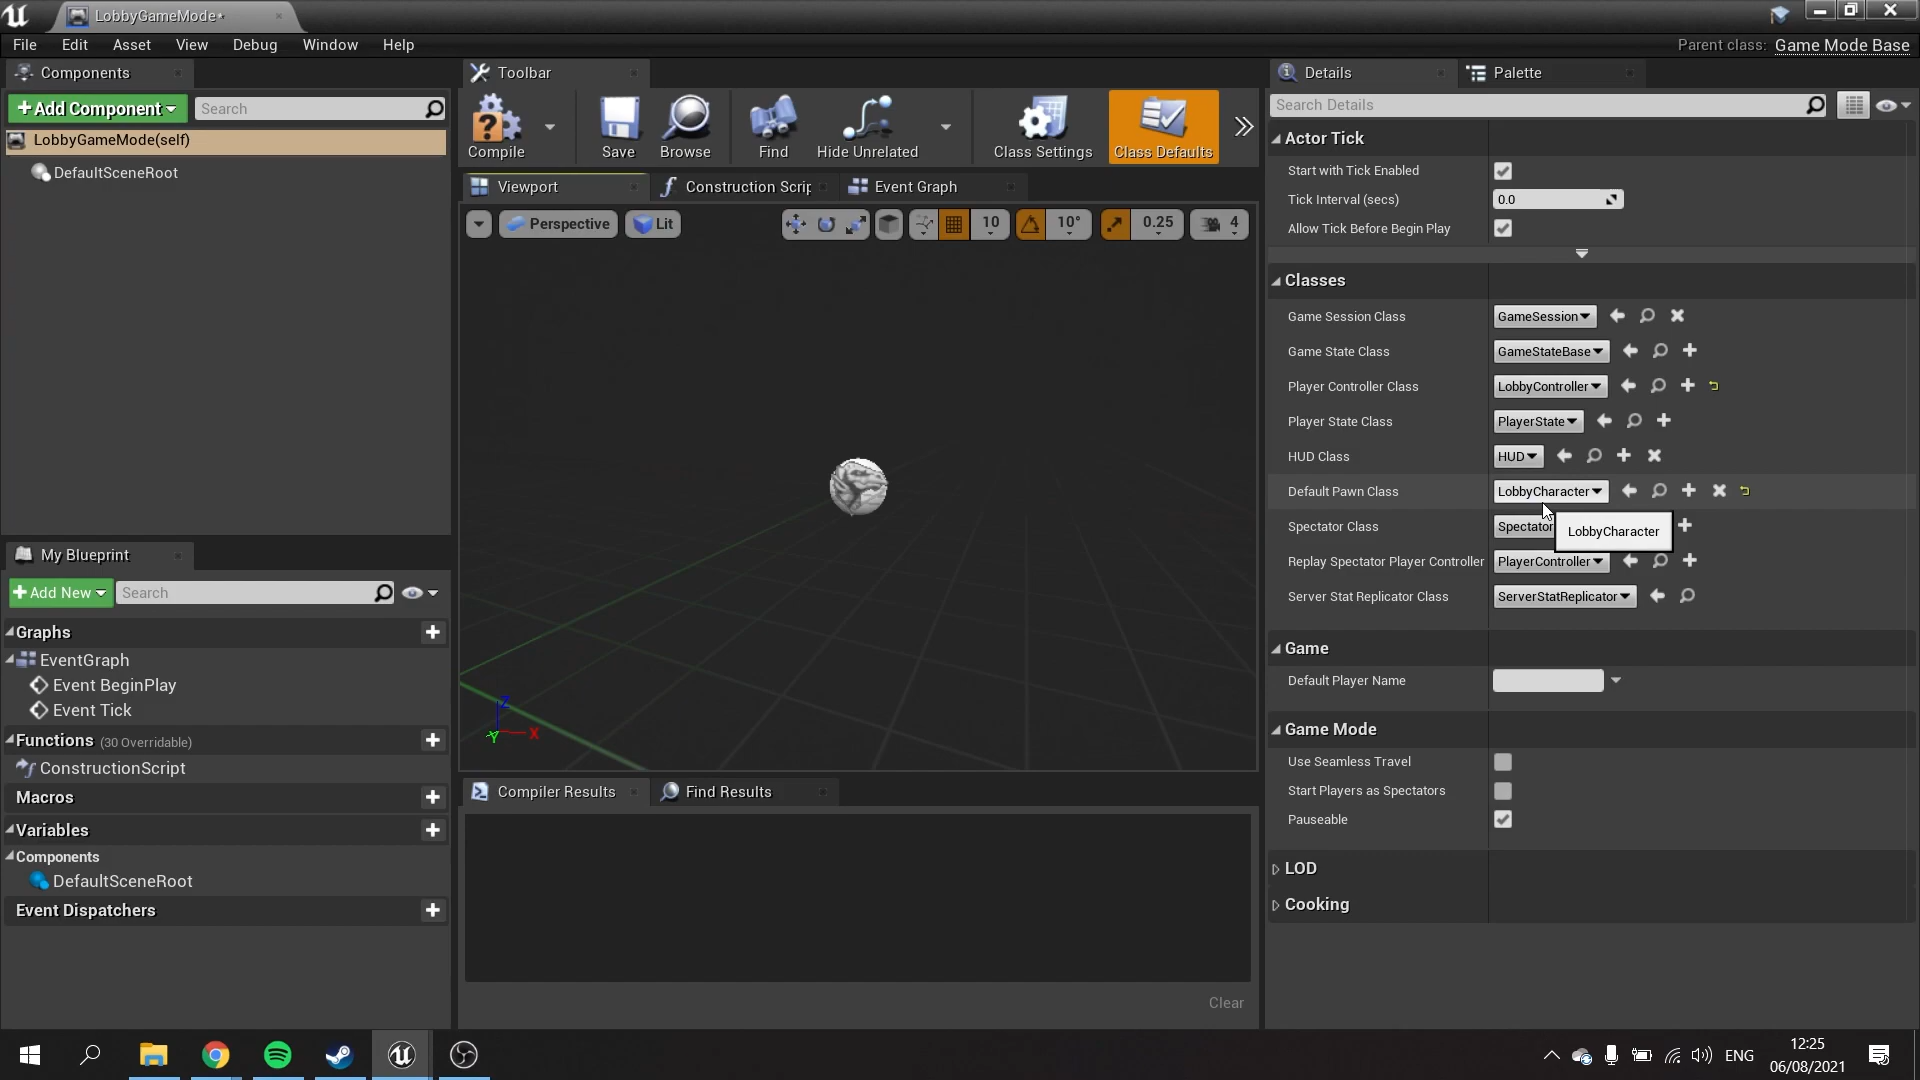 LobbyGameMode*
File Edit Asset View Debug Window Help
Parent class: Game Mode Base
Components
Add Component
Search
LobbyGameMode(self)
DefaultSceneRoot
My Blueprint
Add New
Search
Graphs
EventGraph
Event BeginPlay
Event Tick
Functions (30 Overridable)
ConstructionScript
Macros
Variables
Components
DefaultSceneRoot
Event Dispatchers
Toolbar
Compile Save Browse Find Hide Unrelated Class Settings Class Defaults
Viewport Construction Scrip Event Graph
Perspective Lit 10 10° 0.25 4
Z
Y X
Compiler Results Find Results
Clear
Details Palette
Search Details
Actor Tick
Start with Tick Enabled
Tick Interval (secs) 0.0
Allow Tick Before Begin Play
Classes
Game Session Class GameSession
Game State Class GameStateBase
Player Controller Class LobbyController
Player State Class PlayerState
HUD Class HUD
Default Pawn Class LobbyCharacter
Spectator Class Spectator
LobbyCharacter
Replay Spectator Player Controller PlayerController
Server Stat Replicator Class ServerStatReplicator
Game
Default Player Name
Game Mode
Use Seamless Travel
Start Players as Spectators
Pauseable
LOD
Cooking
ENG
12:25
06/08/2021